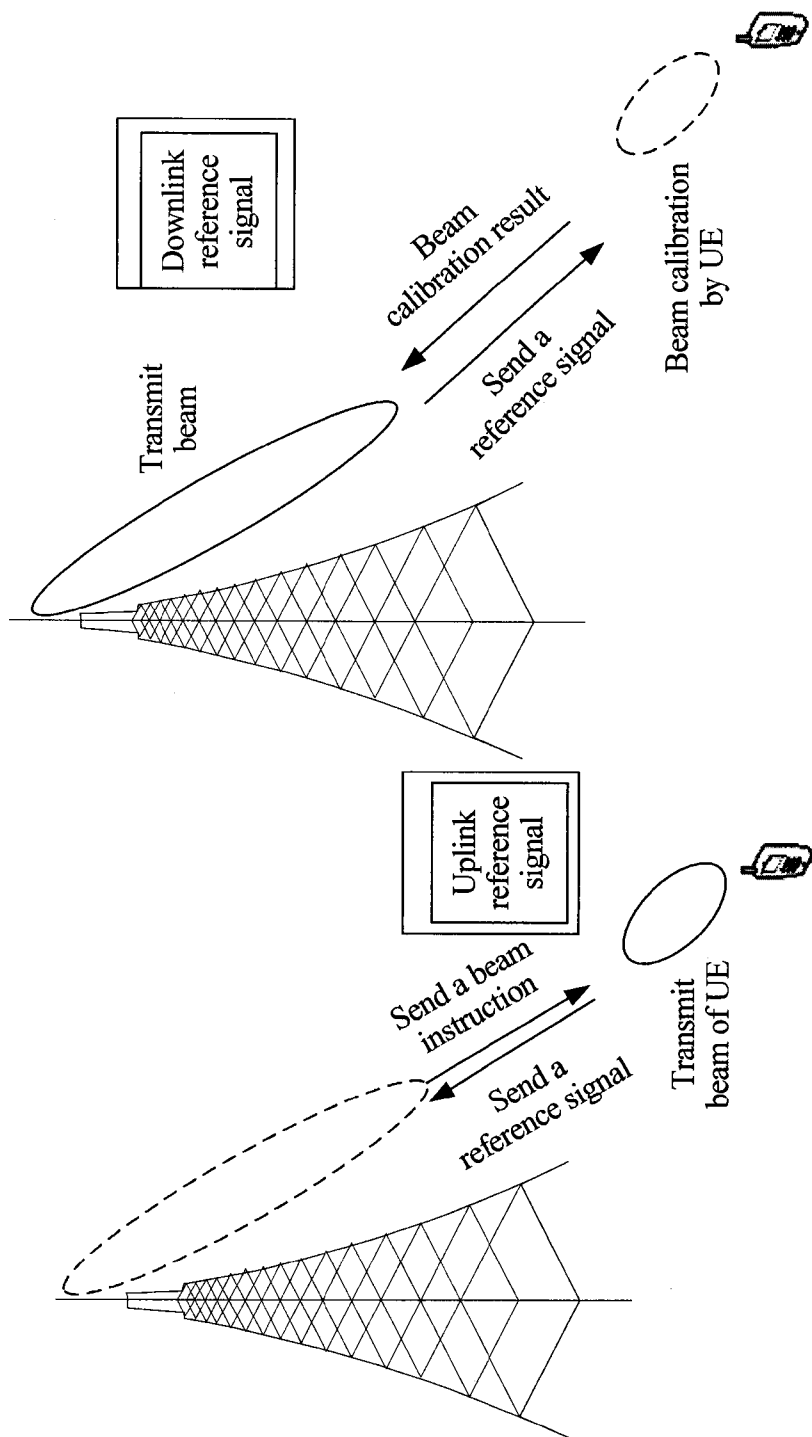 Send a beam
instruction
Send a
reference signal
Uplink
reference
signal
Transmit
beam of UE
Transmit
beam
Downlink
reference
signal
Beam
calibration result
Send a
reference signal
Beam calibration
by UE